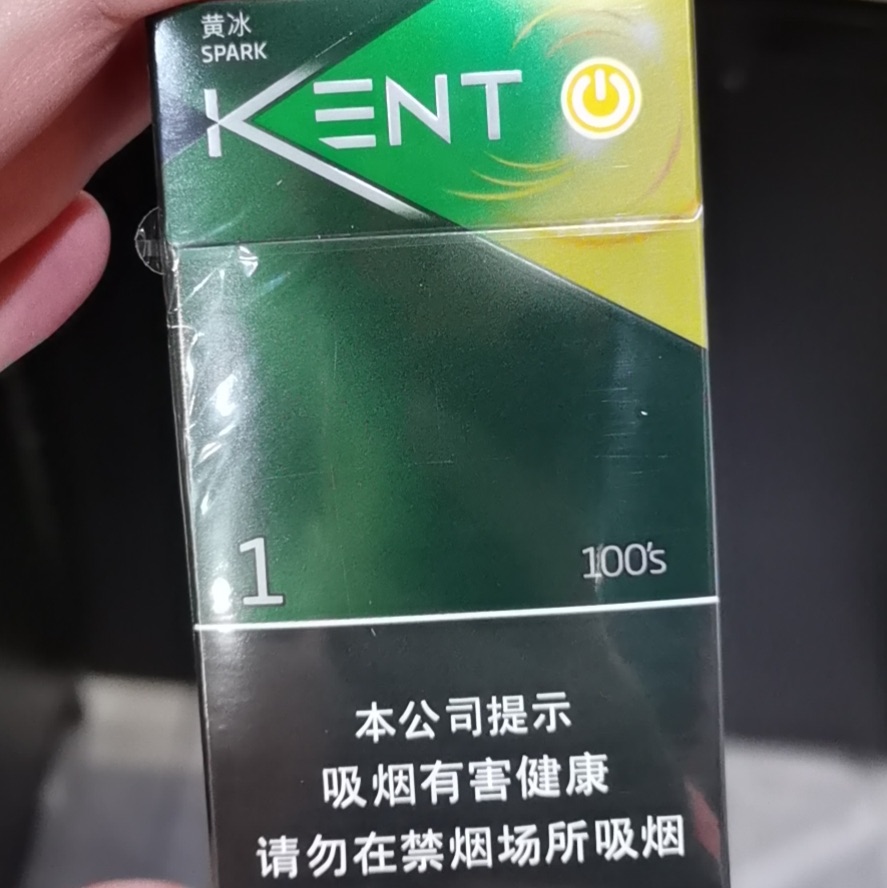 黄冰
SPARK
KENT
1
100's
本公司提示
吸烟有害健康
请勿在禁烟场所吸烟